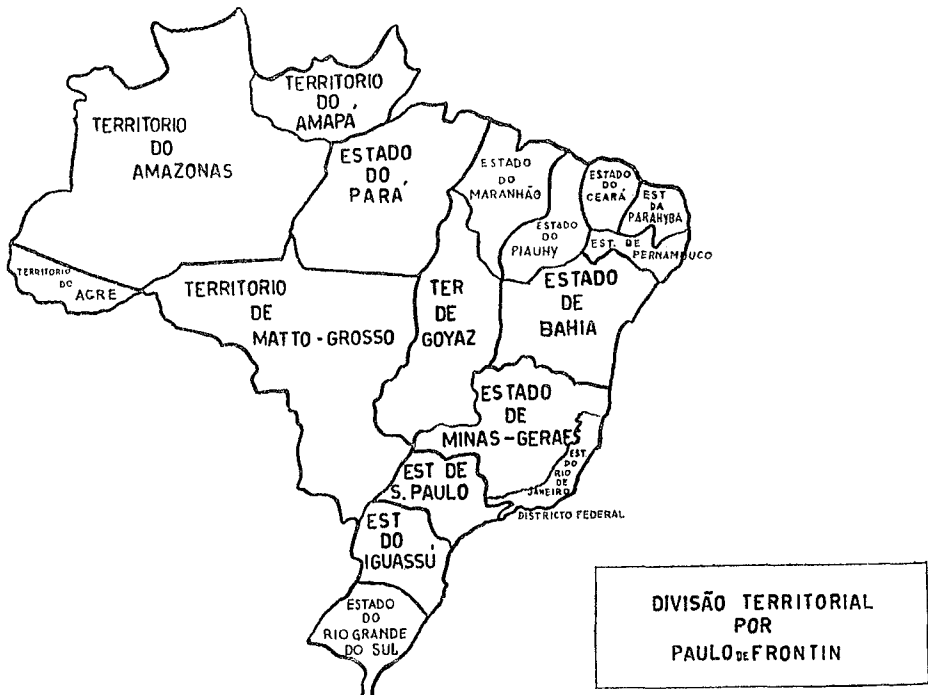 TERRITORIO
DO
AMAPÁ
TERRITORIO
DO
AMAZONAS
ESTADO
DO
PARÁ
ESTADO
DO
MARANHÃO
ESTADO
DO
PIAUHY
ESTADO
DO
CEARÁ
EST
DA
PARAHYBA
EST. DE
PERNAMBUCO
TERRITORIO
DO ACRE
TERRITORIO
DE
MATTO - GROSSO
TER
DE
GOYAZ
ESTADO
DE
BAHIA
ESTADO
DE
MINAS-GERAES
EST.
DO
RIO
DE
JANEIRO
EST DE
S. PAULO
DISTRICTO FEDERAL
EST
DO
IGUASSÚ
ESTADO
DO
RIO GRANDE
DO SUL
DIVISÃO TERRITORIAL
POR
PAULO DE FRONTIN